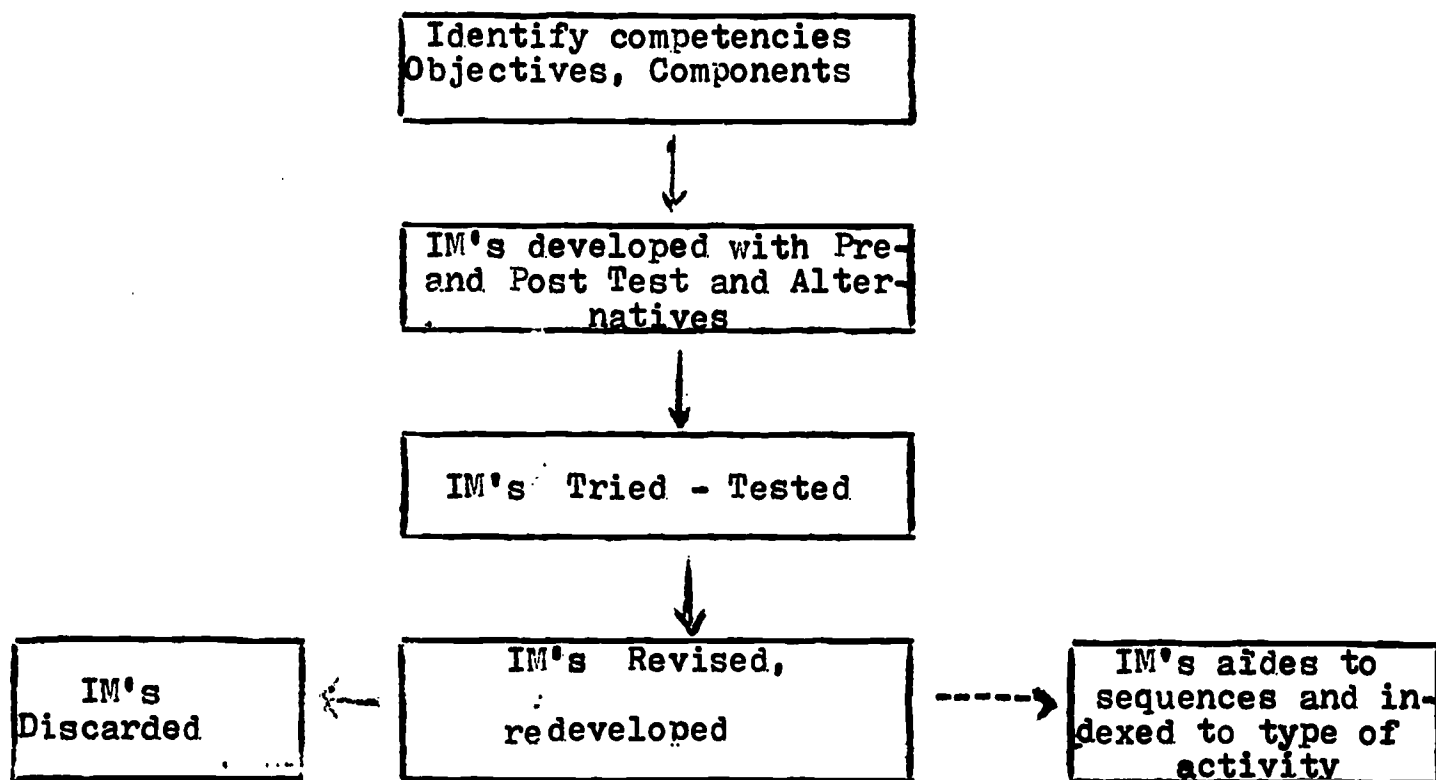 Identify competencies
Objectives, Components
IM's developed with Pre-
and Post Test and Alter-
natives
IM's Tried - Tested
IM's
Discarded
IM's Revised,
redeveloped
IM's aides to
sequences and in-
dexed to type of
activity